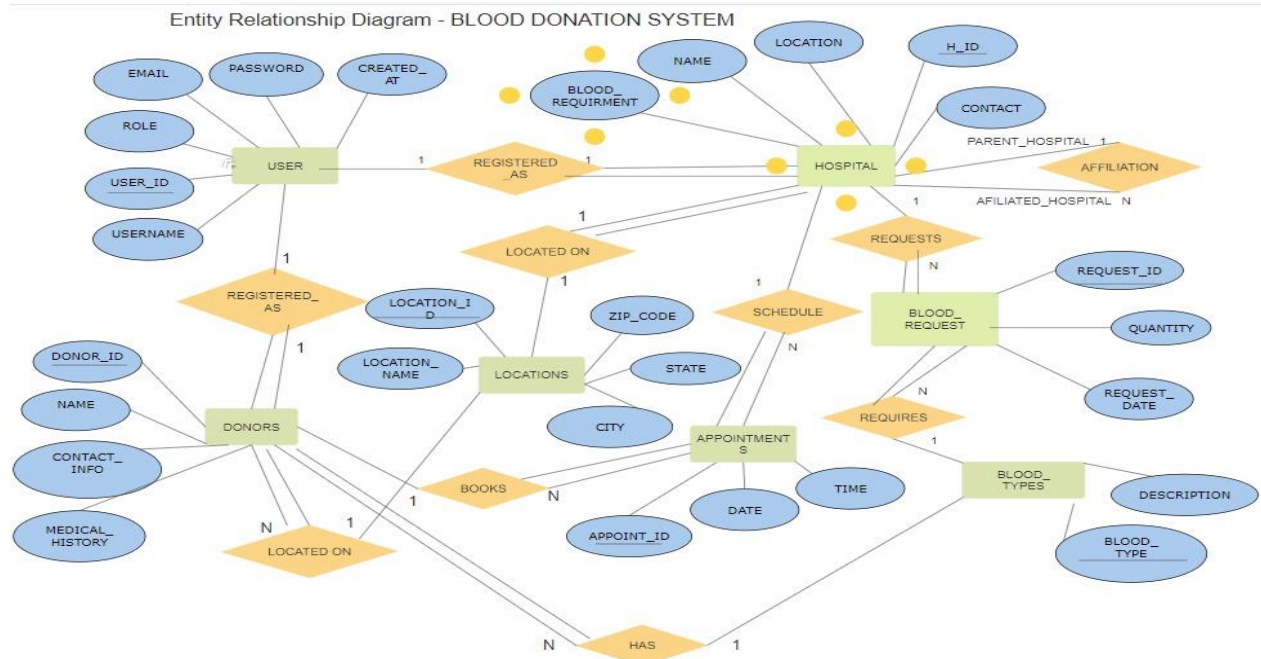 Entity Relationship Diagram - BLOOD DONATION SYSTEM
EMAIL
PASSWORD
CREATED_
AT
ROLE
USER
USER_ID
USERNAME
1
REGISTERED
_AS
1
BLOOD_
REQUIRMENT
NAME
LOCATION
H_ID
CONTACT
HOSPITAL
PARENT_HOSPITAL
1
AFFILIATION
AFILIATED_HOSPITAL
N
1
REQUESTS
N
1
LOCATED ON
1
1
SCHEDULE
N
1
REGISTERED_
AS
1
LOCATION_I
D
ZIP_CODE
LOCATION_
NAME
LOCATIONS
STATE
CITY
BLOOD_
REQUEST
REQUEST_ID
QUANTITY
REQUEST_
DATE
N
REQUIRES
1
DONOR_ID
NAME
DONORS
CONTACT_
INFO
MEDICAL_
HISTORY
APPOINTMENT
S
BOOKS
1
N
APPOINT_ID
DATE
TIME
BLOOD_
TYPES
DESCRIPTION
BLOOD_
TYPE
N
1
LOCATED ON
N
HAS
1